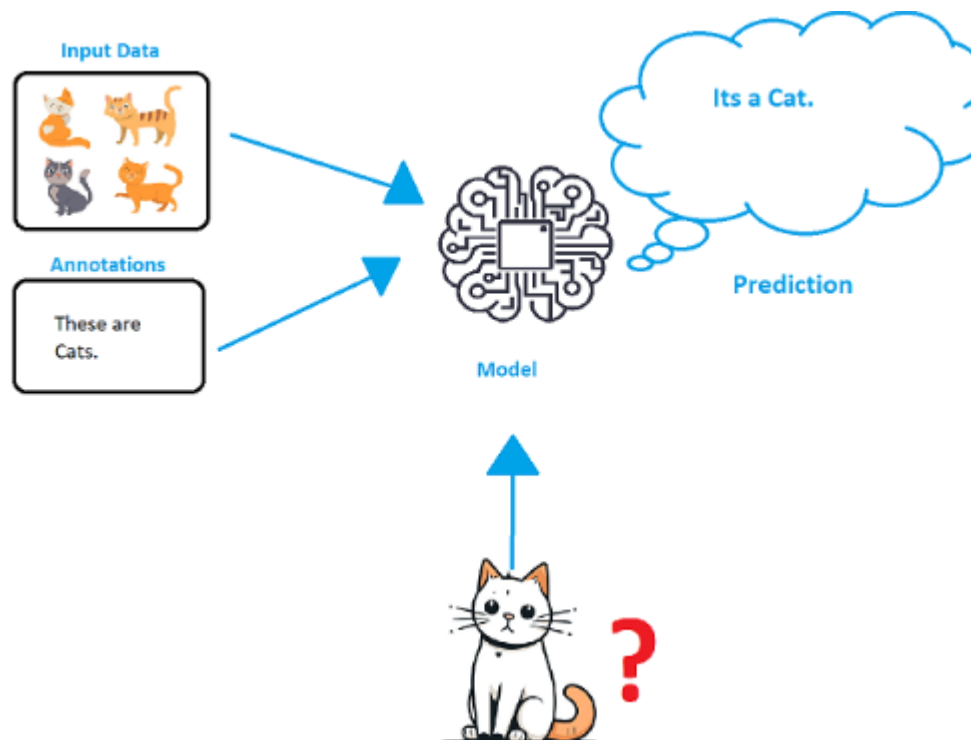 Input Data
Its a Cat.
Annotations
These are
Cats.
Prediction
Model
?